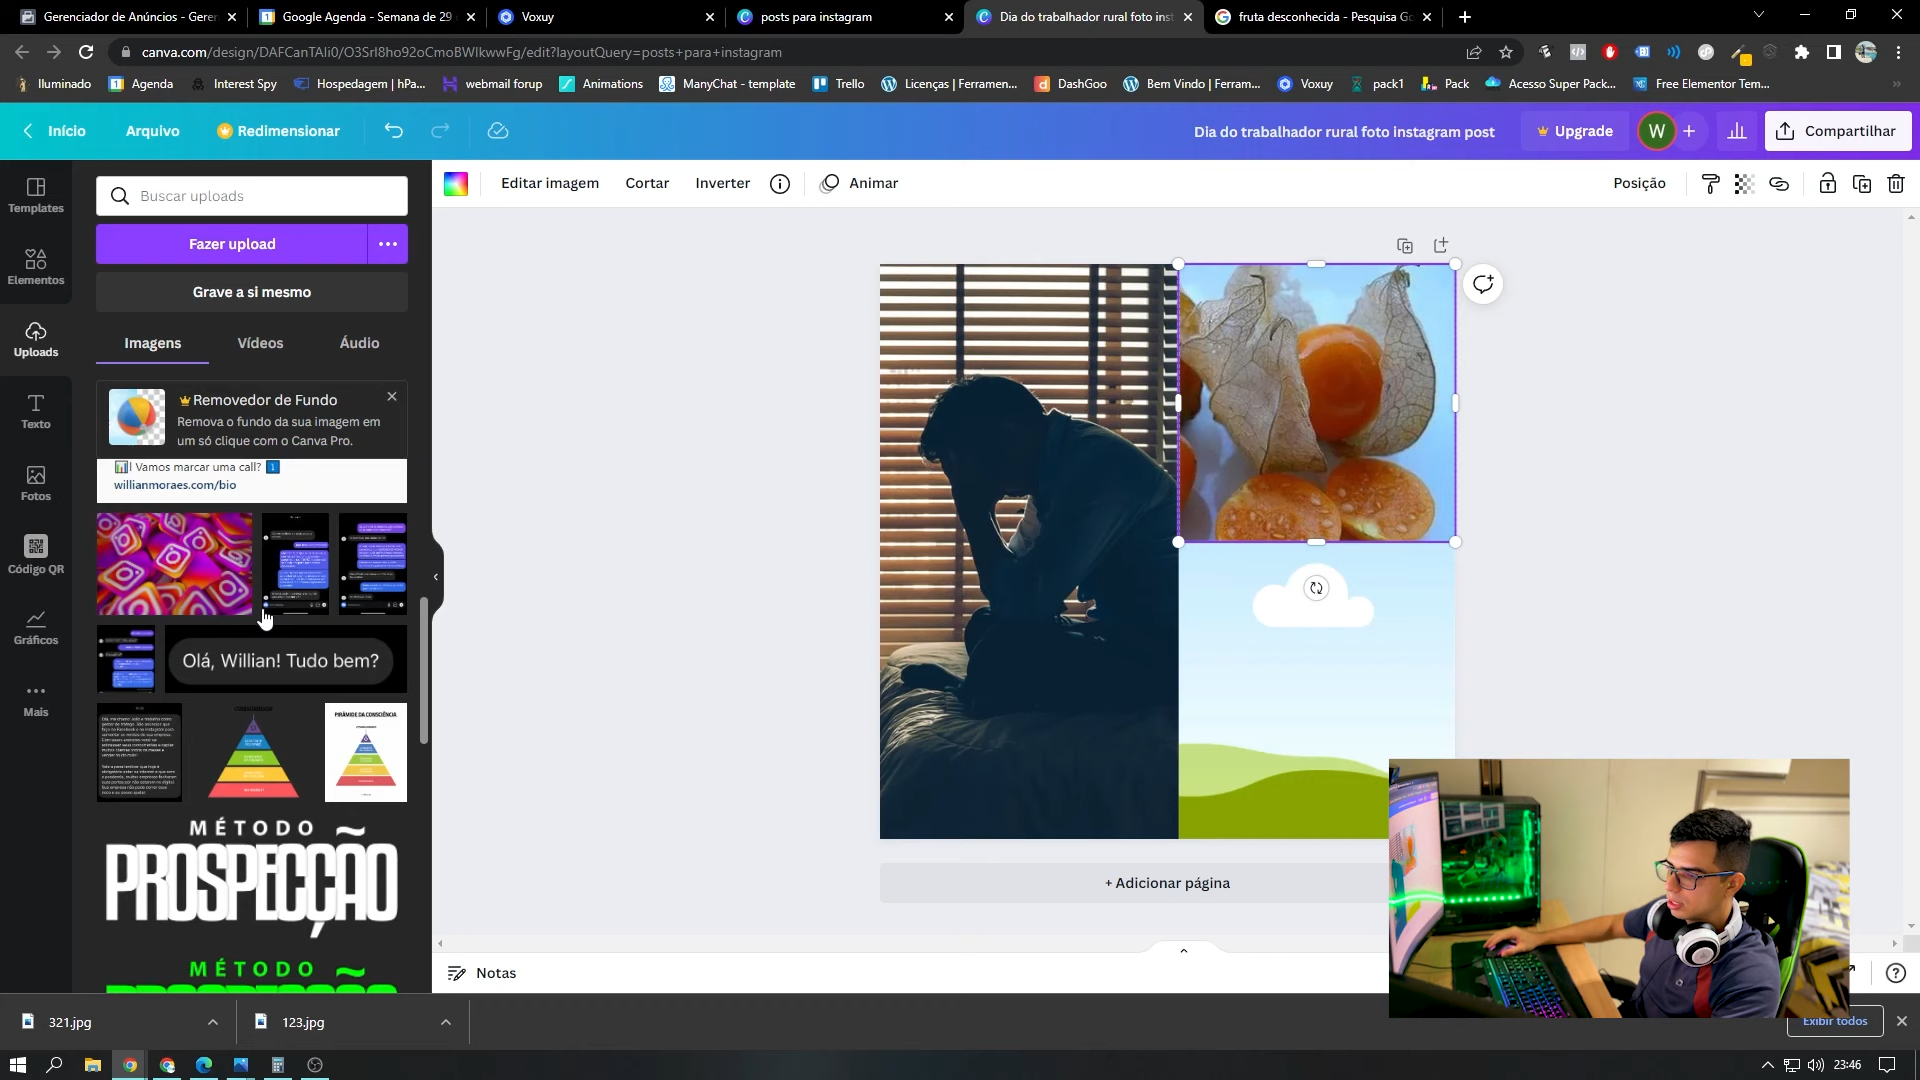 Gerenciador de Anúncios - Geren
Google Agenda - Semana de 29
Voxuy
posts para instagram
Dia do trabalhador rural foto inst
fruta desconhecida - Pesquisa Go
canva.com/design/DAFCanTAIi0/O3Srl8ho92oCmoBWlkwwFg/edit?layoutQuery=posts+para+instagram
Iluminado
Agenda
Interest Spy
Hospedagem | hPa...
webmail forup
Animations
ManyChat - template
Trello
Licenças | Ferramen...
DashGoo
Bem Vindo | Ferram...
Voxuy
pack1
Pack
Acesso Super Pack...
Free Elementor Tem...
Início
Arquivo
Redimensionar
Dia do trabalhador rural foto instagram post
Upgrade
W
Compartilhar
Templates
Elementos
Uploads
Texto
Fotos
Código QR
Gráficos
Mais
Buscar uploads
Fazer upload
Grave a si mesmo
Imagens
Vídeos
Áudio
Removedor de Fundo
Remova o fundo da sua imagem em
um só clique com o Canva Pro.
Vamos marcar uma call?
willianmoraes.com/bio
Olá, Willian! Tudo bem?
PIRÂMIDE DA CONSCIÊNCIA
MÉTODO
PROSPECÇÃO
MÉTODO
PROSPECÇÃO
Editar imagem
Cortar
Inverter
Animar
Posição
+ Adicionar página
Notas
321.jpg
123.jpg
Exibir todos
23:46